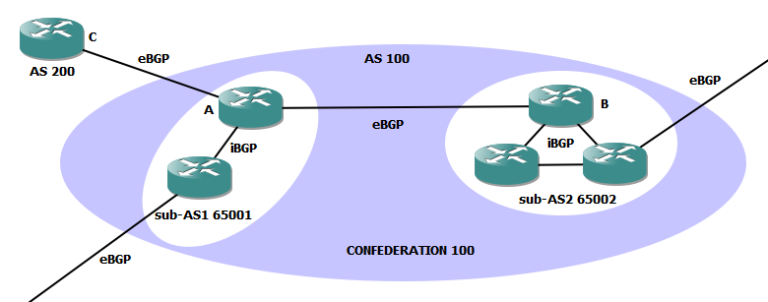 C
eBGP
AS 200
AS 100
eBGP
A
B
eBGP
iBGP
iBGP
sub-AS1 65001
sub-AS2 65002
eBGP
CONFEDERATION 100